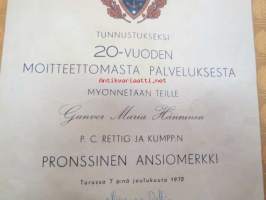 TUNNUSTUKSEKSI
20-VUODEN
MOITTEETTOMASTA PALVELUKSESTA
MYÖNNETÄÄN TEILLE
Gunvor Maria Hänninen
P. C. RETTIG JA KUMPP:N
PRONSSINEN ANSIOMERKKI
Turussa 7 p:nä joulukuuta 1970